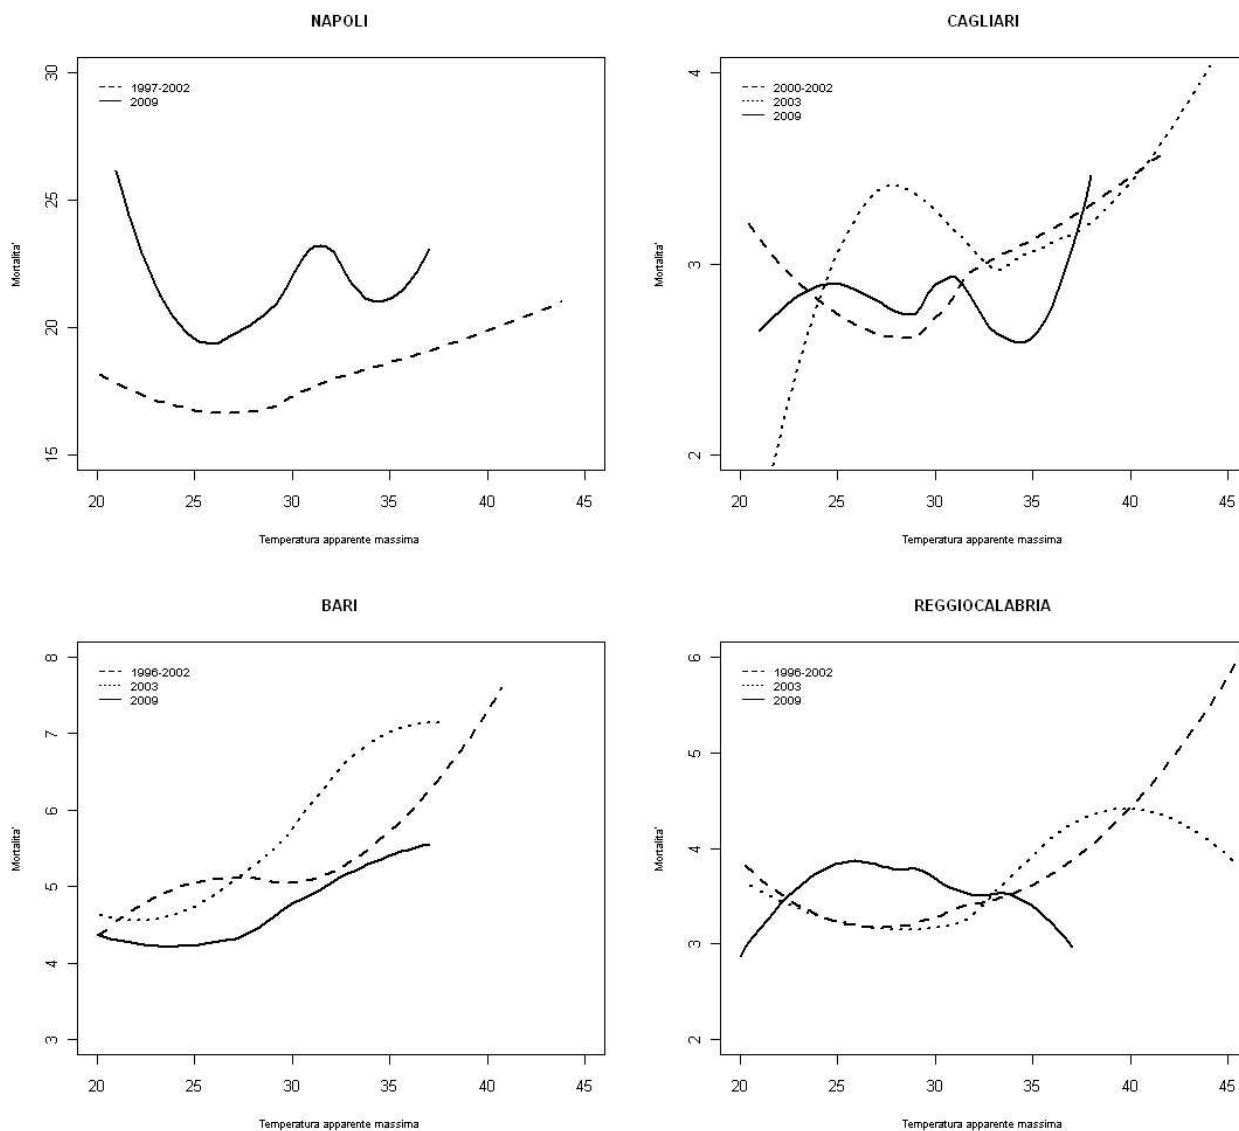 NAPOLI
30
25
20
15
Mortalita'
1997-2002
2009
20 25 30 35 40 45
Temperatura apparente massima
CAGLIARI
4
3
2
Mortalita'
2000-2002
2003
2009
20 25 30 35 40 45
Temperatura apparente massima
BARI
8
7
6
5
4
3
Mortalita'
1996-2002
2003
2009
20 25 30 35 40 45
Temperatura apparente massima
REGGIOCALABRIA
6
5
4
3
2
Mortalita'
1996-2002
2003
2009
20 25 30 35 40 45
Temperatura apparente massima